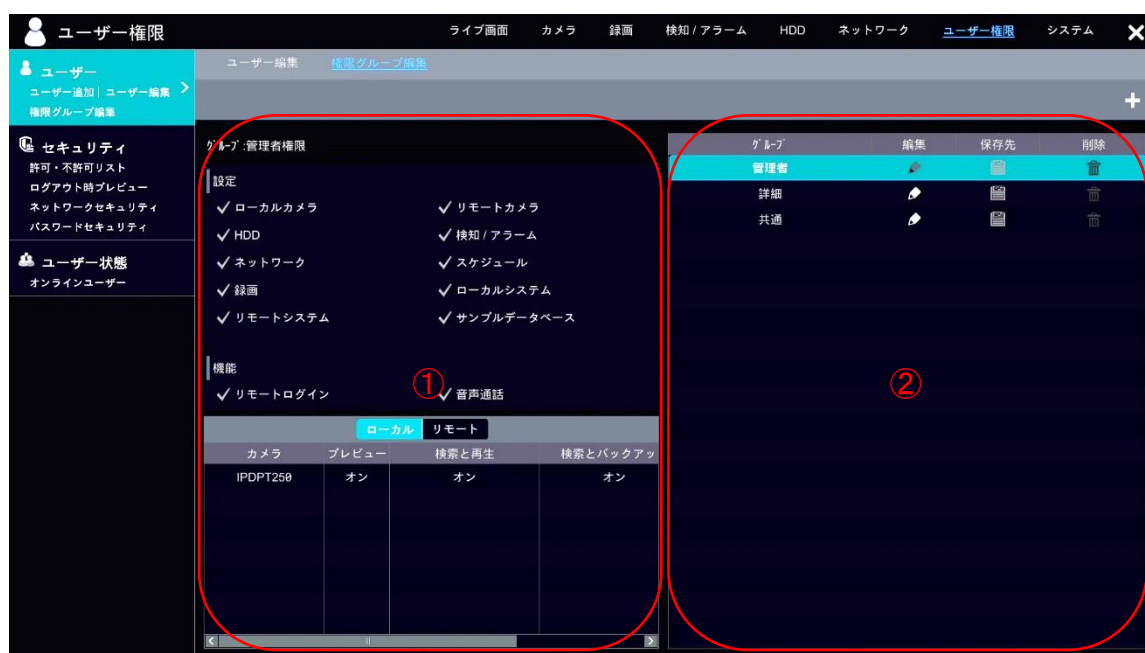 ユーザー権限 ライブ画面 カメラ 録画 検知 / アラーム HDD ネットワーク ユーザー権限 システム
ユーザー
ユーザー追加 | ユーザー編集
権限グループ編集
ユーザー編集 権限グループ編集
セキュリティ
許可・不許可リスト
ログアウト時プレビュー
ネットワークセキュリティ
パスワードセキュリティ
ユーザー状態
オンラインユーザー
ｸﾞﾙｰﾌﾟ:管理者権限
設定
ローカルカメラ リモートカメラ
HDD 検知 / アラーム
ネットワーク スケジュール
録画 ローカルシステム
リモートシステム サンプルデータベース
機能
①
リモートログイン 音声通話
ローカル リモート
カメラ プレビュー 検索と再生 検索とバックアッ
IPDPT250 オン オン オン
ｸﾞﾙｰﾌﾟ 編集 保存先 削除
管理者
詳細
共通
②